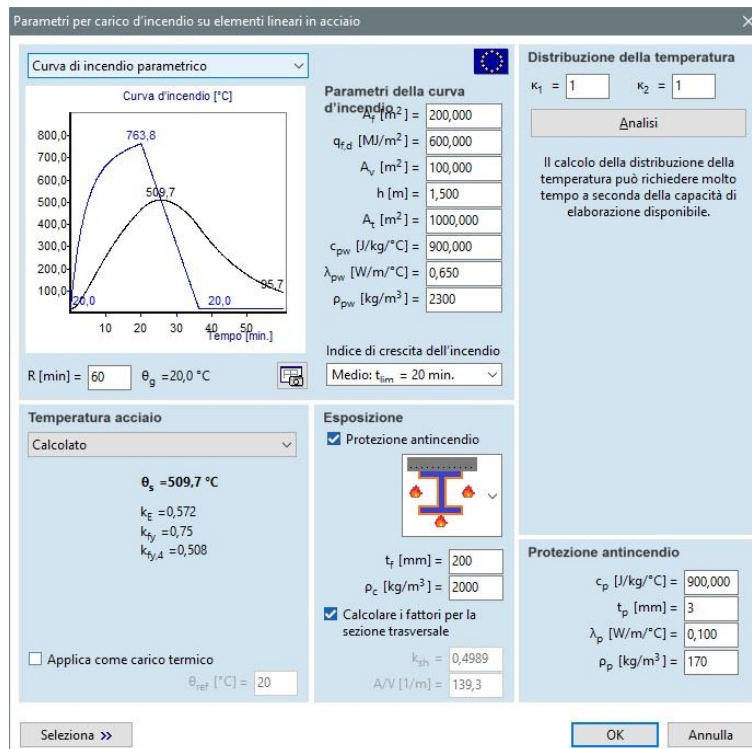 Parametri per carico d'incendio su elementi lineari in acciaio
Curva di incendio parametrico
Curva d'incendio [°C]
800,0
700,0
600,0
500,0
400,0
300,0
200,0
100,0
763,8
509,7
95,7
20,0
20,0
10 20 30 40 50
Tempo [min.]
R [min] = 60
θg =20,0 °C
Parametri della curva
d'incendio
Af [m²] = 200,000
qf,d [MJ/m²] = 600,000
Av [m²] = 100,000
h [m] = 1,500
At [m²] = 1000,000
cpw [J/kg/°C] = 900,000
λpw [W/m/°C] = 0,650
ρpw [kg/m³] = 2300
Indice di crescita dell'incendio
Medio: tlim = 20 min.
Distribuzione della temperatura
κ1 = 1 κ2 = 1
Analisi
Il calcolo della distribuzione della
temperatura può richiedere molto
tempo a seconda della capacità di
elaborazione disponibile.
Temperatura acciaio
Calcolato
θs =509,7 °C
kE =0,572
kfy =0,75
kfy,4 =0,508
Applica come carico termico
θref [°C] = 20
Esposizione
Protezione antincendio
tf [mm] = 200
ρc [kg/m³] = 2000
Calcolare i fattori per la
sezione trasversale
ksh = 0,4989
A/V [1/m] = 139,3
Protezione antincendio
cp [J/kg/°C] = 900,000
tp [mm] = 3
λp [W/m/°C] = 0,100
ρp [kg/m³] = 170
Seleziona >>
OK
Annulla